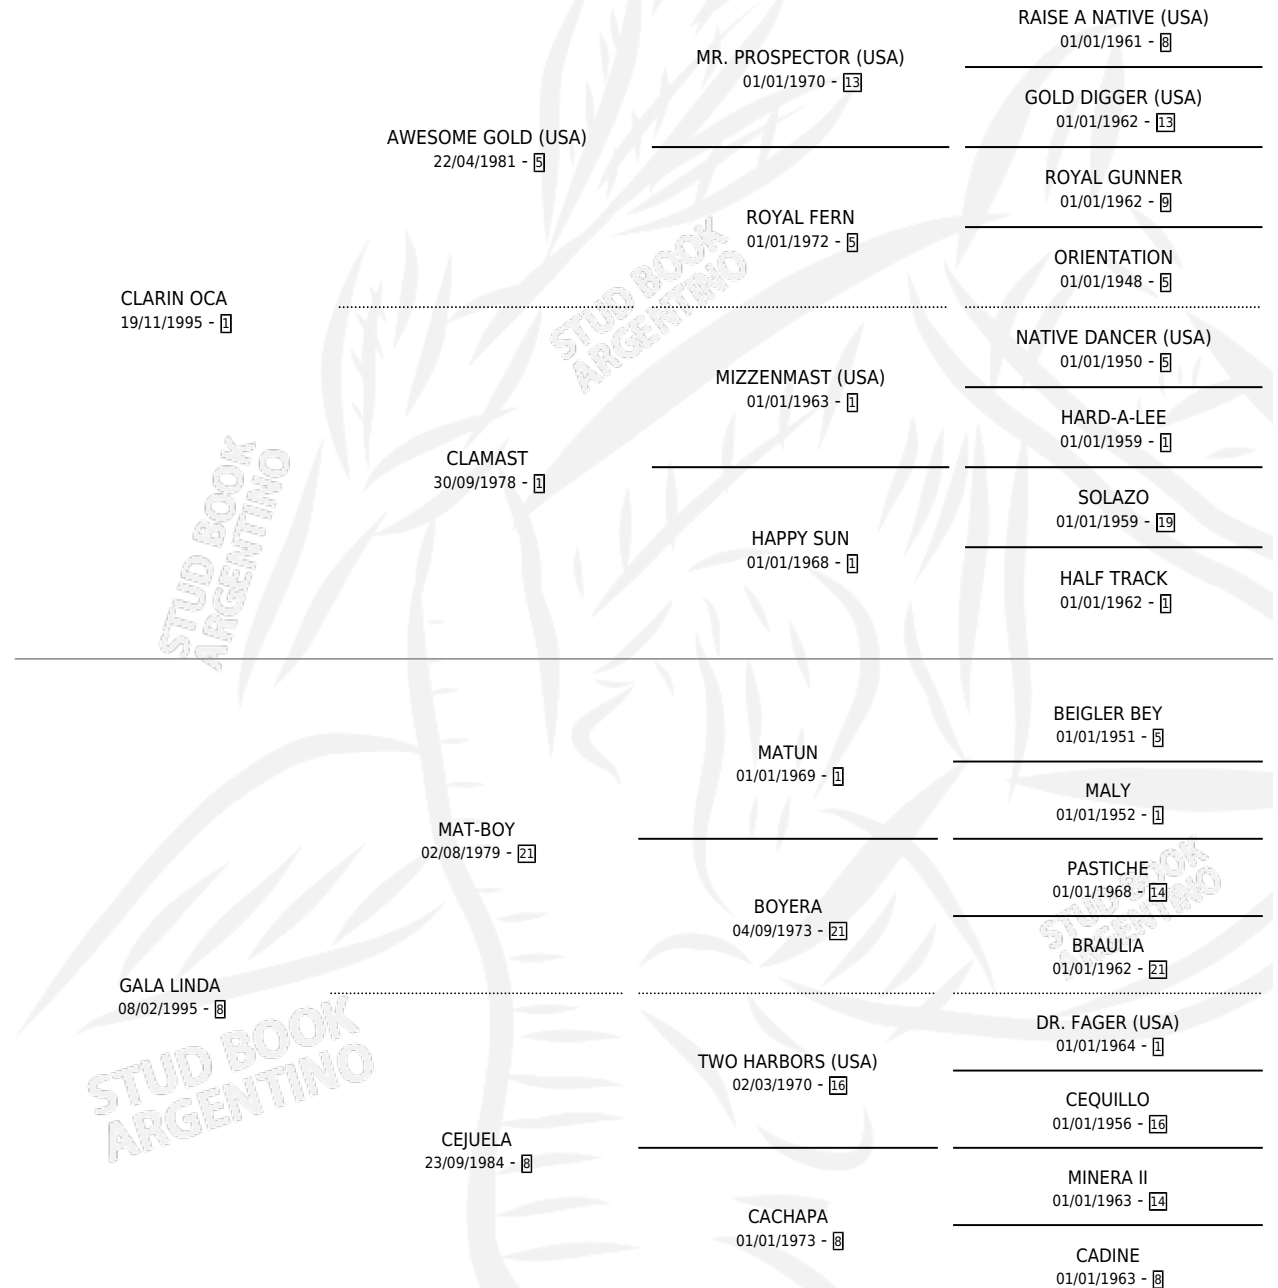 RAISE A NATIVE (USA)
01/01/1961 - 8
MR. PROSPECTOR (USA)
01/01/1970 - 13
GOLD DIGGER (USA)
01/01/1962 - 13
AWESOME GOLD (USA)
22/04/1981 - 5
ROYAL GUNNER
01/01/1962 - 9
ROYAL FERN
01/01/1972 - 5
ORIENTATION
01/01/1948 - 5
CLARIN OCA
19/11/1995 - 1
NATIVE DANCER (USA)
01/01/1950 - 5
MIZZENMAST (USA)
01/01/1963 - 1
HARD-A-LEE
01/01/1959 - 1
CLAMAST
30/09/1978 - 1
SOLAZO
01/01/1959 - 19
HAPPY SUN
01/01/1968 - 1
HALF TRACK
01/01/1962 - 1
STUD BOOK
ARGENTINO
STUD BOOK
ARGENTINO
BEIGLER BEY
01/01/1951 - 5
MATUN
01/01/1969 - 1
MALY
01/01/1952 - 1
MAT-BOY
02/08/1979 - 21
PASTICHE
01/01/1968 - 14
BOYERA
04/09/1973 - 21
BRAULIA
01/01/1962 - 21
STUD BOOK
ARGENTINO
GALA LINDA
08/02/1995 - 8
DR. FAGER (USA)
01/01/1964 - 1
TWO HARBORS (USA)
02/03/1970 - 16
CEQUILLO
01/01/1956 - 16
STUD BOOK
ARGENTINO
CEJUELA
23/09/1984 - 8
MINERA II
01/01/1963 - 14
CACHAPA
01/01/1973 - 8
CADINE
01/01/1963 - 8